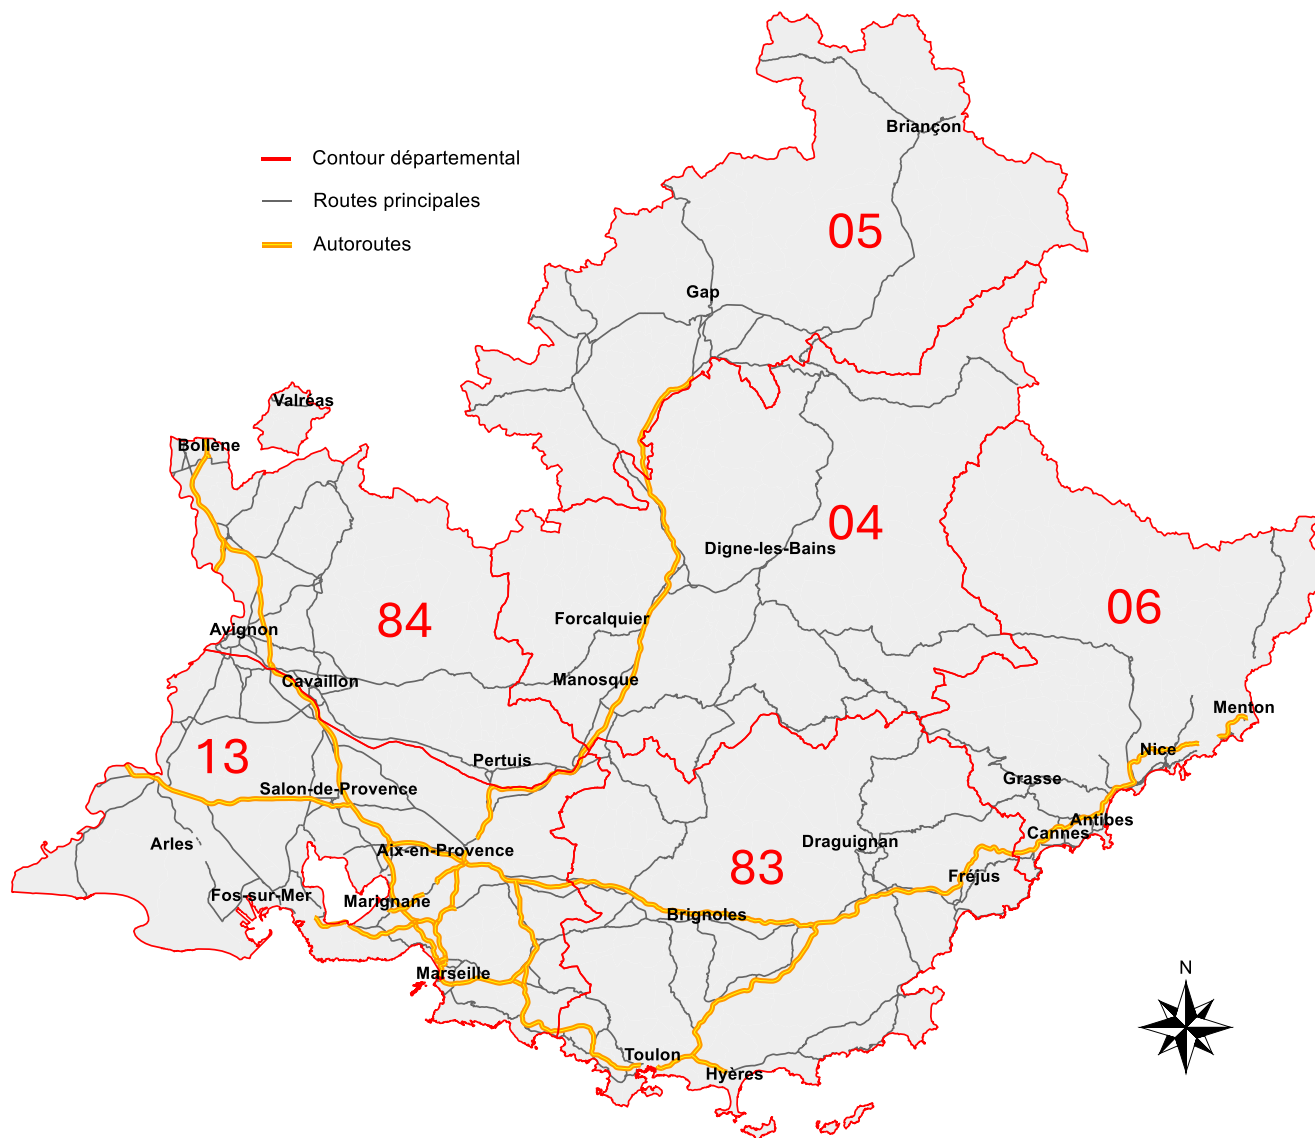 Briançon
Contour départemental
Routes principales
05
Autoroutes
Gap
Valréas
Bollène
04
Digne-les-Bains
84
06
Forcalquier
Avignon
Manosque
Cavaillon
Menton
13
Nice
Pertuis
Grasse
Salon-de-Provence
Antibes
Cannes
Arles
Draguignan
Aix-en-Provence
83
Fréjus
Fos-sur-Mer
Marignane
Brignoles
Marseille
N
Toulon
Hyères